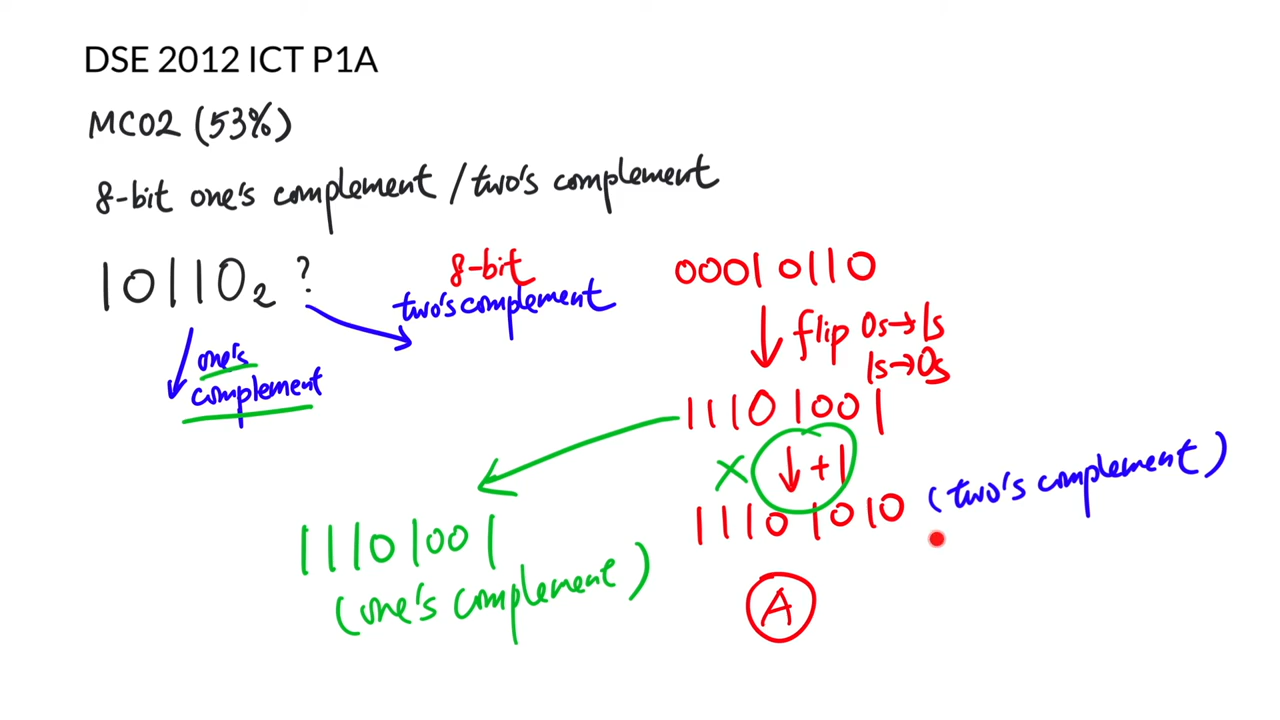 DSE 2012 ICT P1A
MC02 (53%)
8-bit one's complement / two's complement
10110₂ ?
8-bit
two's complement
one's
complement
00010110
↓ flip 0s→1s
1s→0s
11101001
× ↓ +1
11101010 (two's complement)
11101001
(one's complement)
A